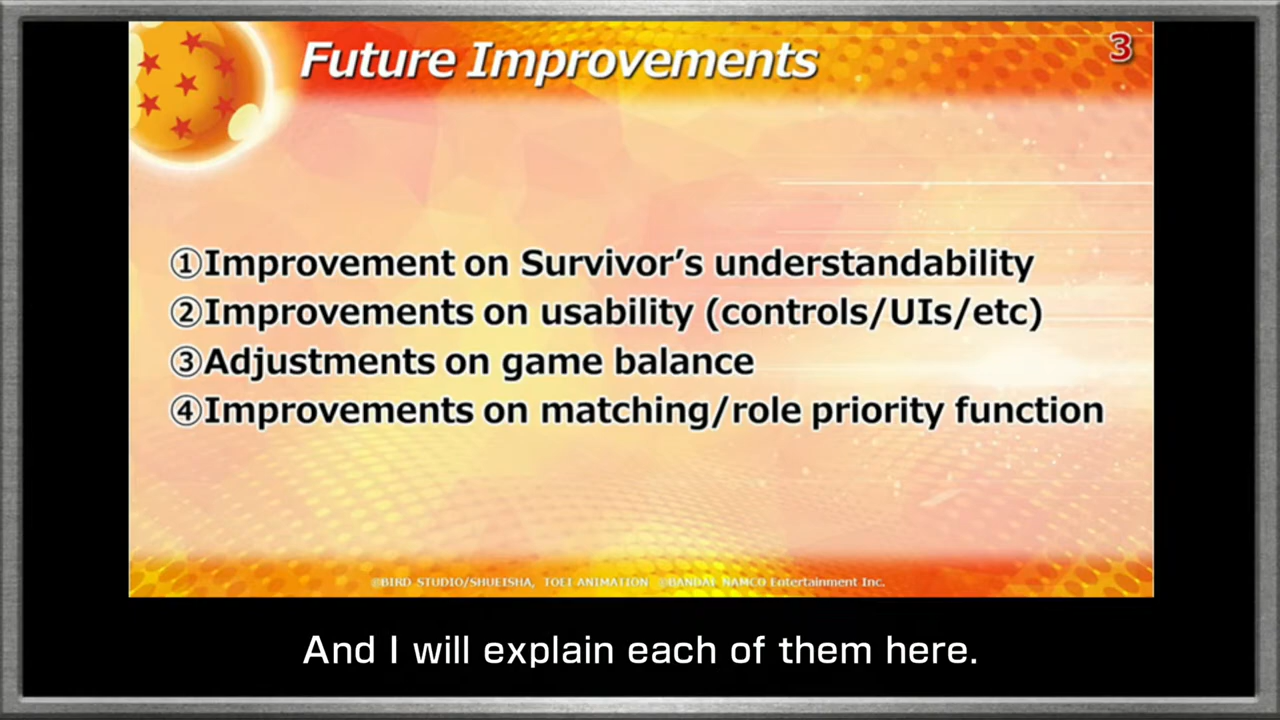 Future Improvements
3
①Improvement on Survivor’s understandability
②Improvements on usability (controls/UIs/etc)
③Adjustments on game balance
④Improvements on matching/role priority function
©BIRD STUDIO/SHUEISHA, TOEI ANIMATION ©BANDAI NAMCO Entertainment Inc.
And I will explain each of them here.